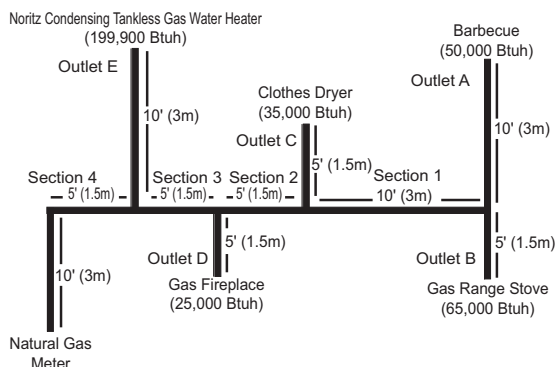 Noritz Condensing Tankless Gas Water Heater
(199,900 Btuh)
Outlet E
10' (3m)
Barbecue
(50,000 Btuh)
Outlet A
10' (3m)
Clothes Dryer
(35,000 Btuh)
Outlet C
5' (1.5m)
Section 4
5' (1.5m)
Section 3
5' (1.5m)
Section 2
5' (1.5m)
Section 1
10' (3m)
10' (3m)
Natural Gas
Meter
Outlet D
5' (1.5m)
Gas Fireplace
(25,000 Btuh)
5' (1.5m)
Outlet B
Gas Range Stove
(65,000 Btuh)